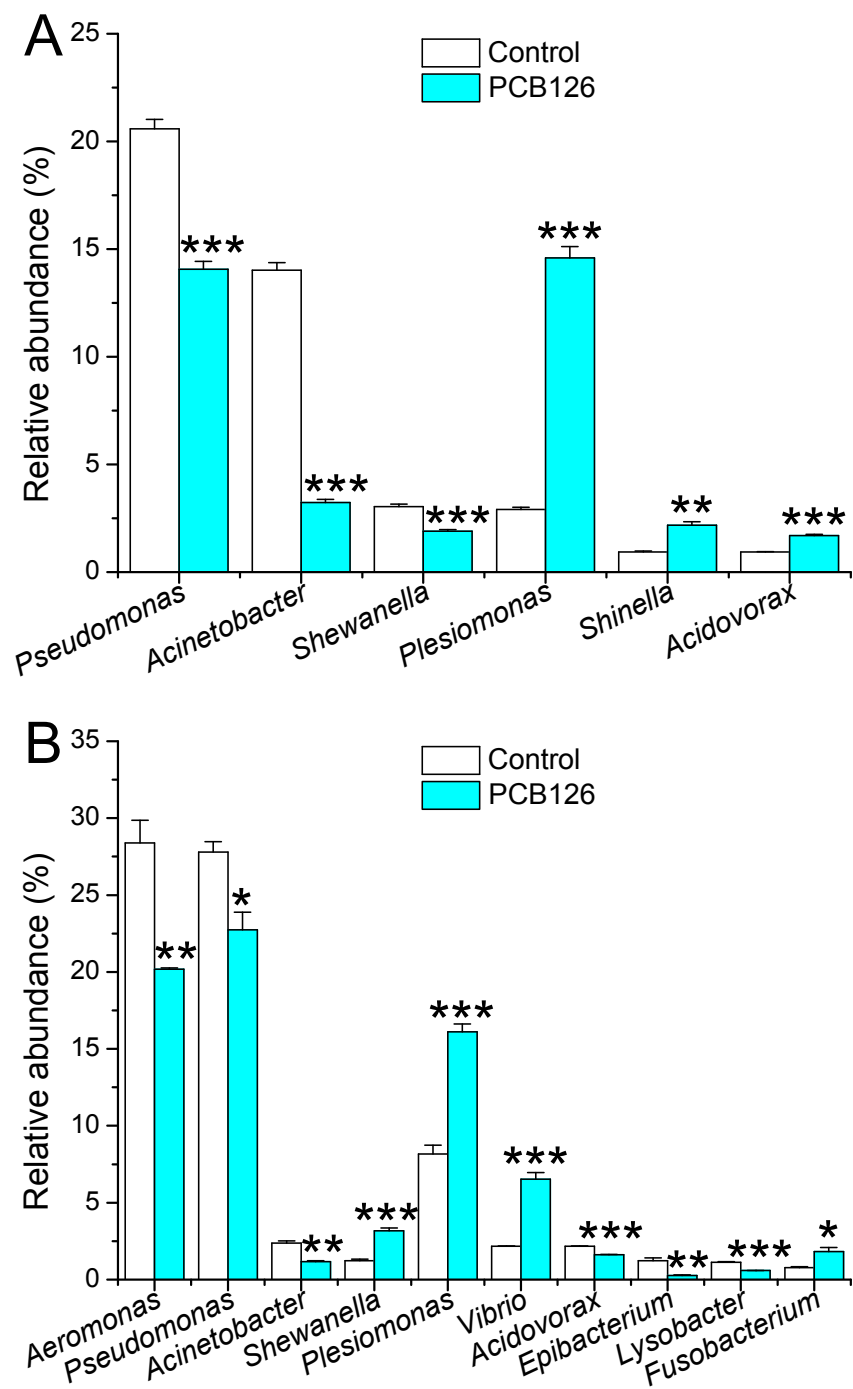 A
25
20
15
10
5
0
Relative abundance (%)
Control
PCB126
***
***
***
***
**
***
Pseudomonas
Acinetobacter
Shewanella
Plesiomonas
Shinella
Acidovorax
B
35
30
25
20
15
10
5
0
Relative abundance (%)
Control
PCB126
**
*
**
***
***
***
***
**
***
*
Aeromonas
Pseudomonas
Acinetobacter
Shewanella
Plesiomonas
Vibrio
Acidovorax
Epibacterium
Lysobacter
Fusobacterium